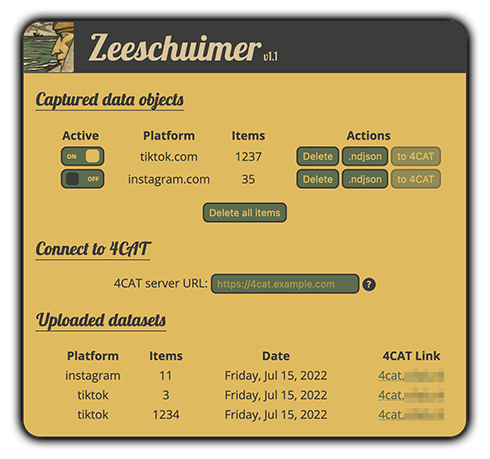 Zeeschuimer v1.1
Captured data objects
Active Platform Items Actions
ON tiktok.com 1237 Delete .ndjson to 4CAT
OFF instagram.com 35 Delete .ndjson to 4CAT
Delete all items
Connect to 4CAT
4CAT server URL: https://4cat.example.com ?
Uploaded datasets
Platform Items Date 4CAT Link
instagram 11 Friday, Jul 15, 2022 4cat.
tiktok 3 Friday, Jul 15, 2022 4cat.
tiktok 1234 Friday, Jul 15, 2022 4cat.